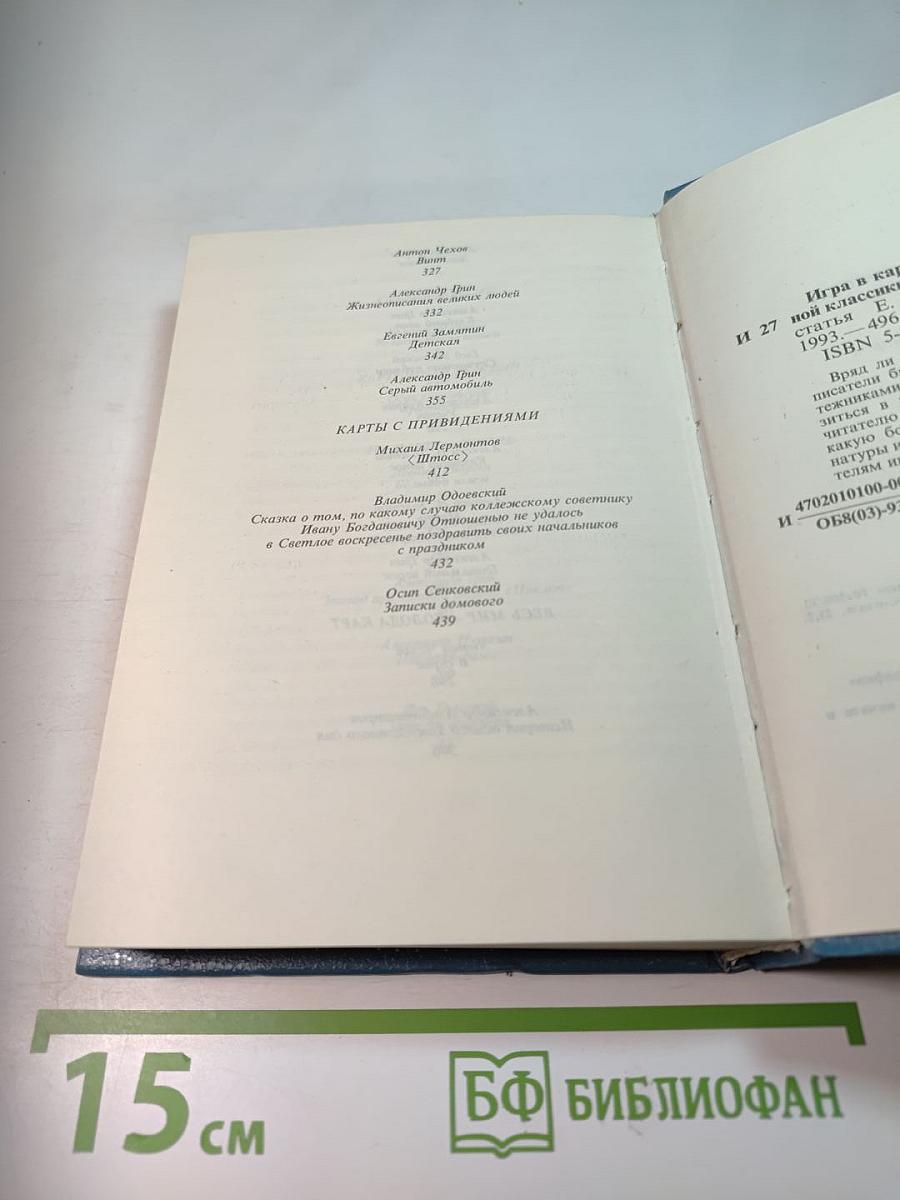 Антон Чехов
Винт
327
Александр Грин
Жизнеописания великих людей
332
Евгений Замятин
Детская
342
Александр Грин
Серый автомобиль
355
КАРТЫ С ПРИВИДЕНИЯМИ
Михаил Лермонтов
〈Штосс〉
412
Владимир Одоевский
Сказка о том, по какому случаю коллежскому советнику
Ивану Богдановичу Отношенью не удалось
в Светлое воскресенье поздравить своих начальников
с праздником
432
Осип Сенковский
Записки домового
439
Игра в кар
И 27 ной классик
статья Е.
1993.— 496
ISBN 5-
Вряд ли
писатели б
тежниками
зиться в
читателю
какую бо
натуры и
телям и
И 4702010100-0
ОБ8(03)-93
15 см
БФ БИБЛИОФАН